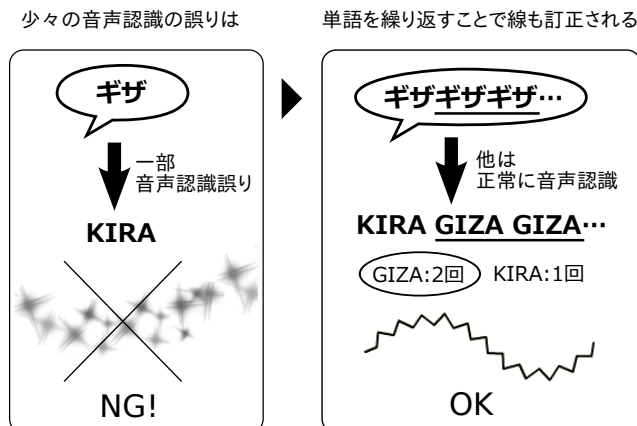 少々の音声認識の誤りは
ギザ
一部
音声認識誤り
KIRA
NG!
単語を繰り返すことで線も訂正される
ギザギザギザ…
他は
正常に音声認識
KIRA GIZA GIZA…
GIZA:2回 KIRA:1回
OK